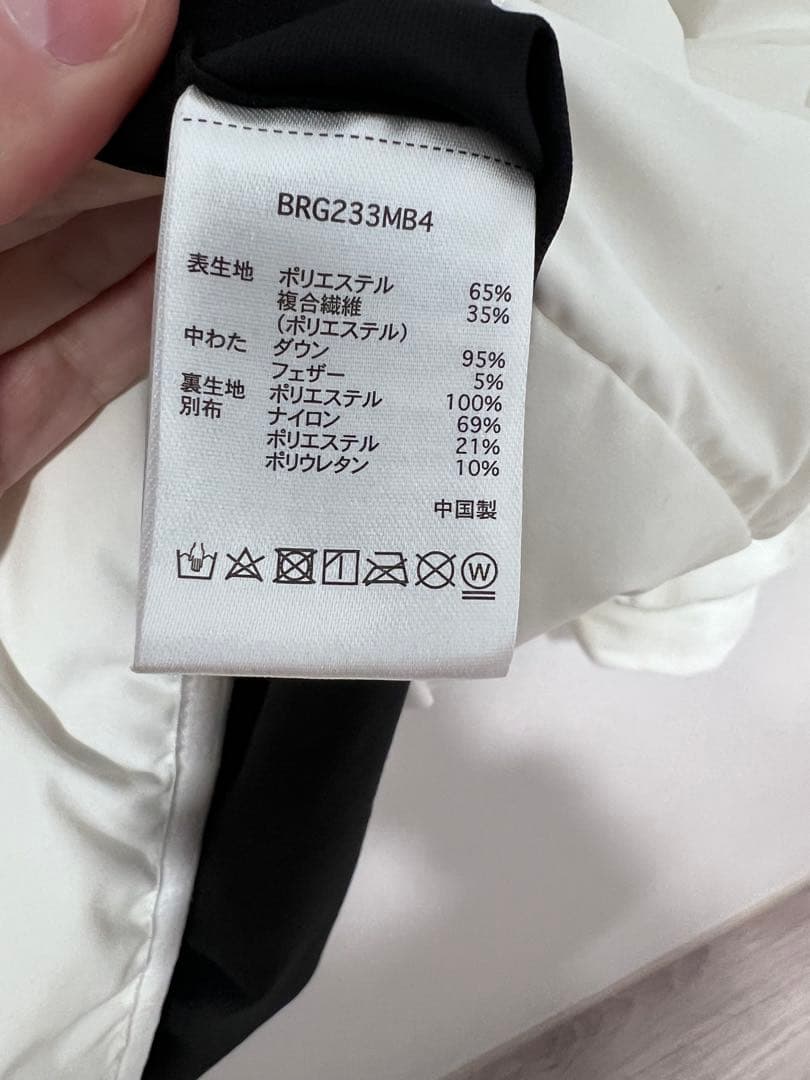 BRG233MB4
表生地 ポリエステル 65%
複合繊維 35%
(ポリエステル)
中わた ダウン 95%
フェザー 5%
裏生地 ポリエステル 100%
別布 ナイロン 69%
ポリエステル 21%
ポリウレタン 10%
中国製
W